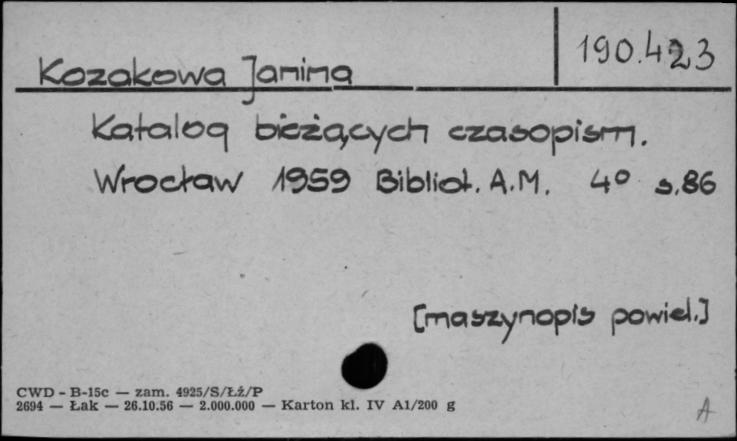 190.423
Kozakowa Janina
Katalog bieżących czasopism.
Wrocław 1959 Bibliot. A.M. 4° s.86
[maszynopis powiel.]
CWD - B-15c — zam. 4925/S/Łź/P
2694 — Łak — 26.10.56 — 2.000.000 — Karton kl. IV A1/200 g
A